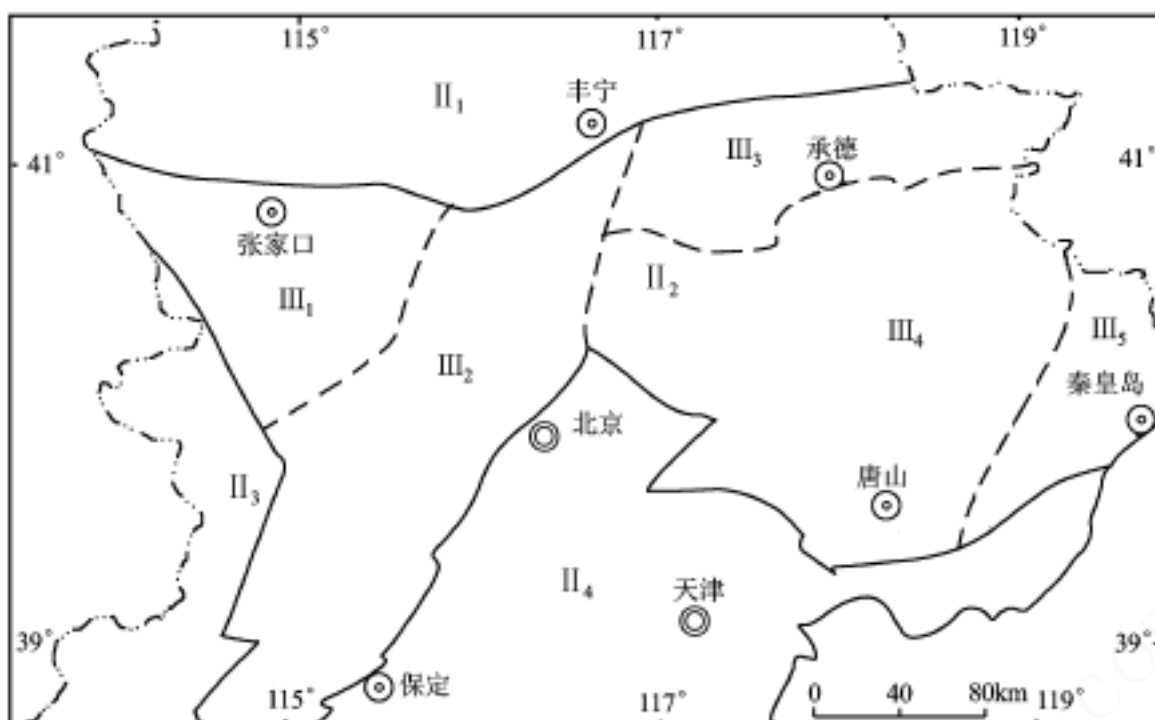 115° 117° 119°
II₁ 丰宁
41° III₃ 承德 41°
张家口
III₁ II₂
III₄ III₅
III₂
秦皇岛
北京
II₃ 唐山
II₄ 天津
39° 39°
保定
115° 117° 0 40 80km 119°